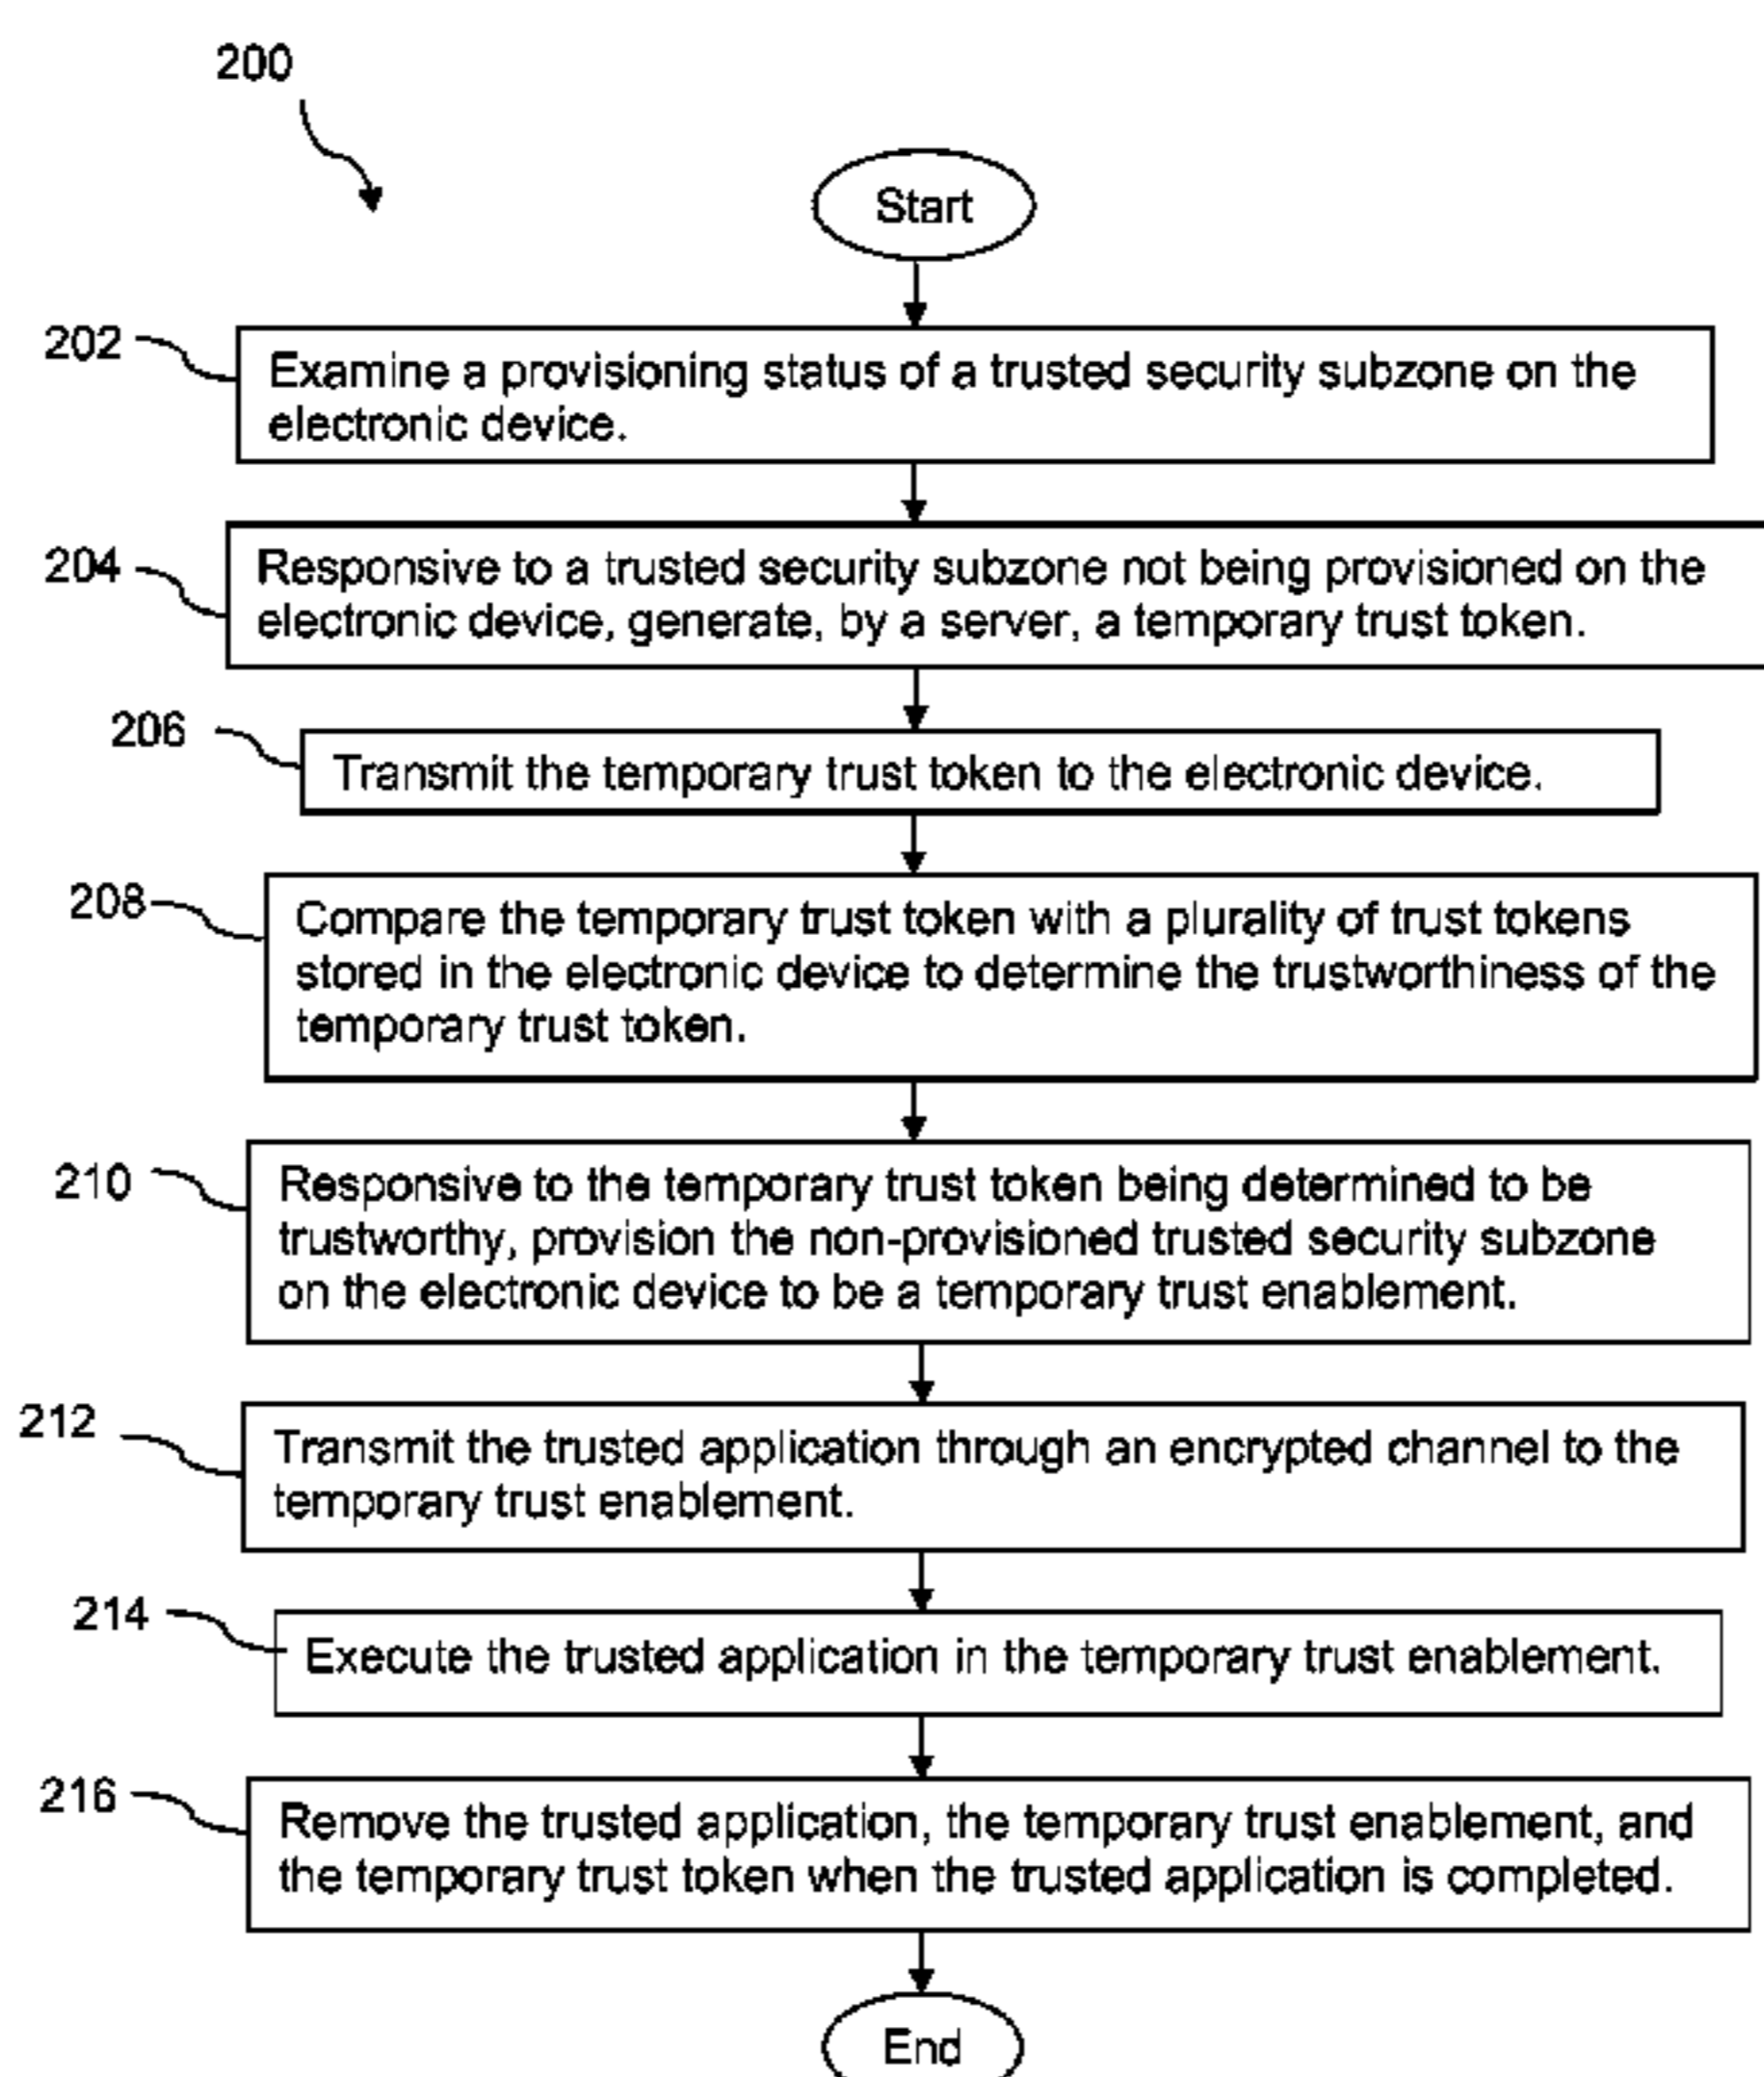 200
Start
202
Examine a provisioning status of a trusted security subzone on the
electronic device.
204
Responsive to a trusted security subzone not being provisioned on the
electronic device, generate, by a server, a temporary trust token.
206
Transmit the temporary trust token to the electronic device.
208
Compare the temporary trust token with a plurality of trust tokens
stored in the electronic device to determine the trustworthiness of the
temporary trust token.
210
Responsive to the temporary trust token being determined to be
trustworthy, provision the non-provisioned trusted security subzone
on the electronic device to be a temporary trust enablement.
212
Transmit the trusted application through an encrypted channel to the
temporary trust enablement.
214
Execute the trusted application in the temporary trust enablement.
216
Remove the trusted application, the temporary trust enablement, and
the temporary trust token when the trusted application is completed.
End